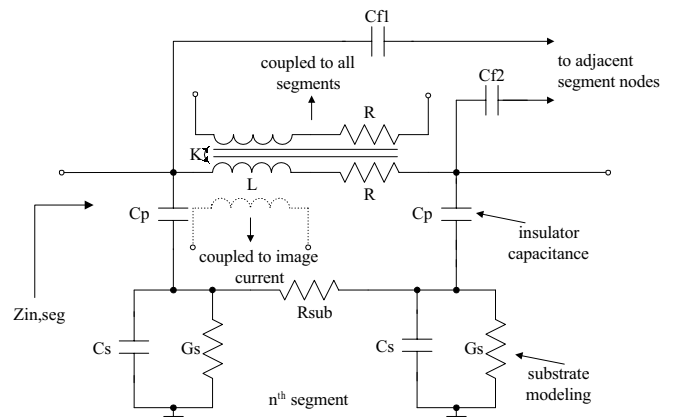 Cf1
to adjacent
segment nodes
coupled to all
segments
Cf2
R
K
L
R
Cp
Cp
coupled to image
current
insulator
capacitance
Zin,seg
Rsub
Cs
Gs
Cs
Gs
substrate
modeling
nth segment